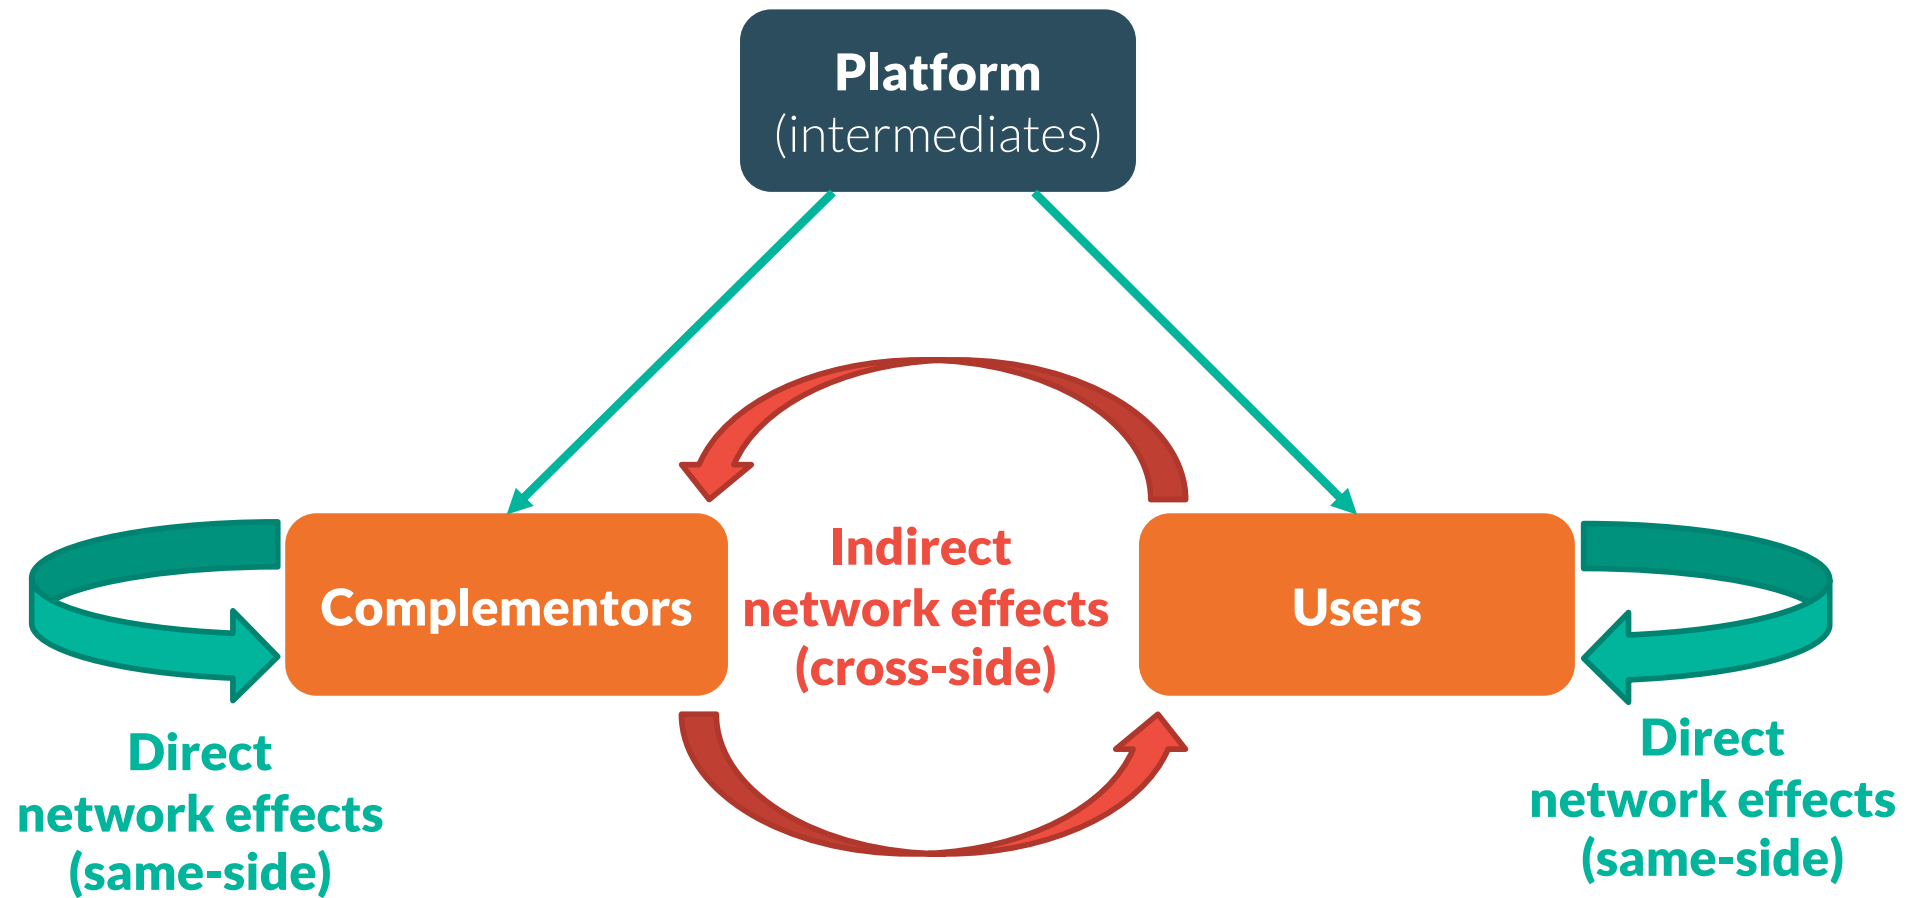 Platform
(intermediates)
Complementors
Indirect
network effects
(cross-side)
Users
Direct
network effects
(same-side)
Direct
network effects
(same-side)